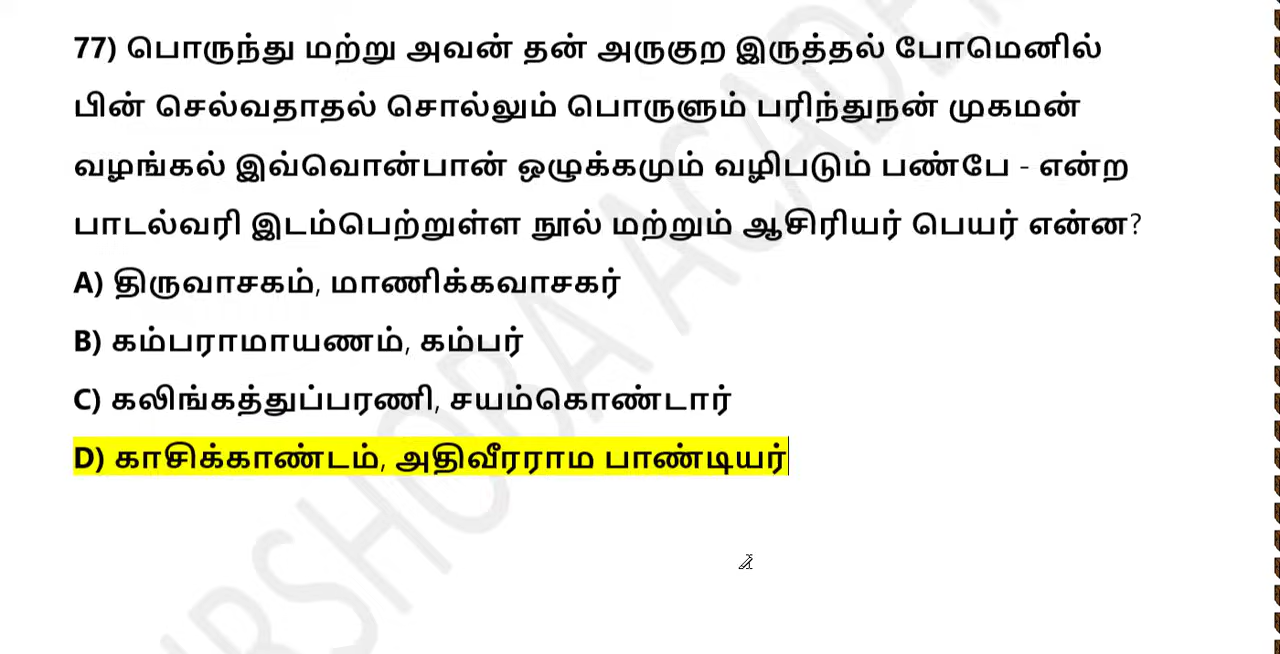 77) பொருந்து மற்று அவன் தன் அருகுற இருத்தல் போமெனில்
பின் செல்வதாதல் சொல்லும் பொருளும் பரிந்துநன் முகமன்
வழங்கல் இவ்வொன்பான் ஒழுக்கமும் வழிபடும் பண்பே - என்ற
பாடல்வரி இடம்பெற்றுள்ள நூல் மற்றும் ஆசிரியர் பெயர் என்ன?
A) திருவாசகம், மாணிக்கவாசகர்
B) கம்பராமாயணம், கம்பர்
C) கலிங்கத்துப்பரணி, சயம்கொண்டார்
D) காசிக்காண்டம், அதிவீரராம பாண்டியர்